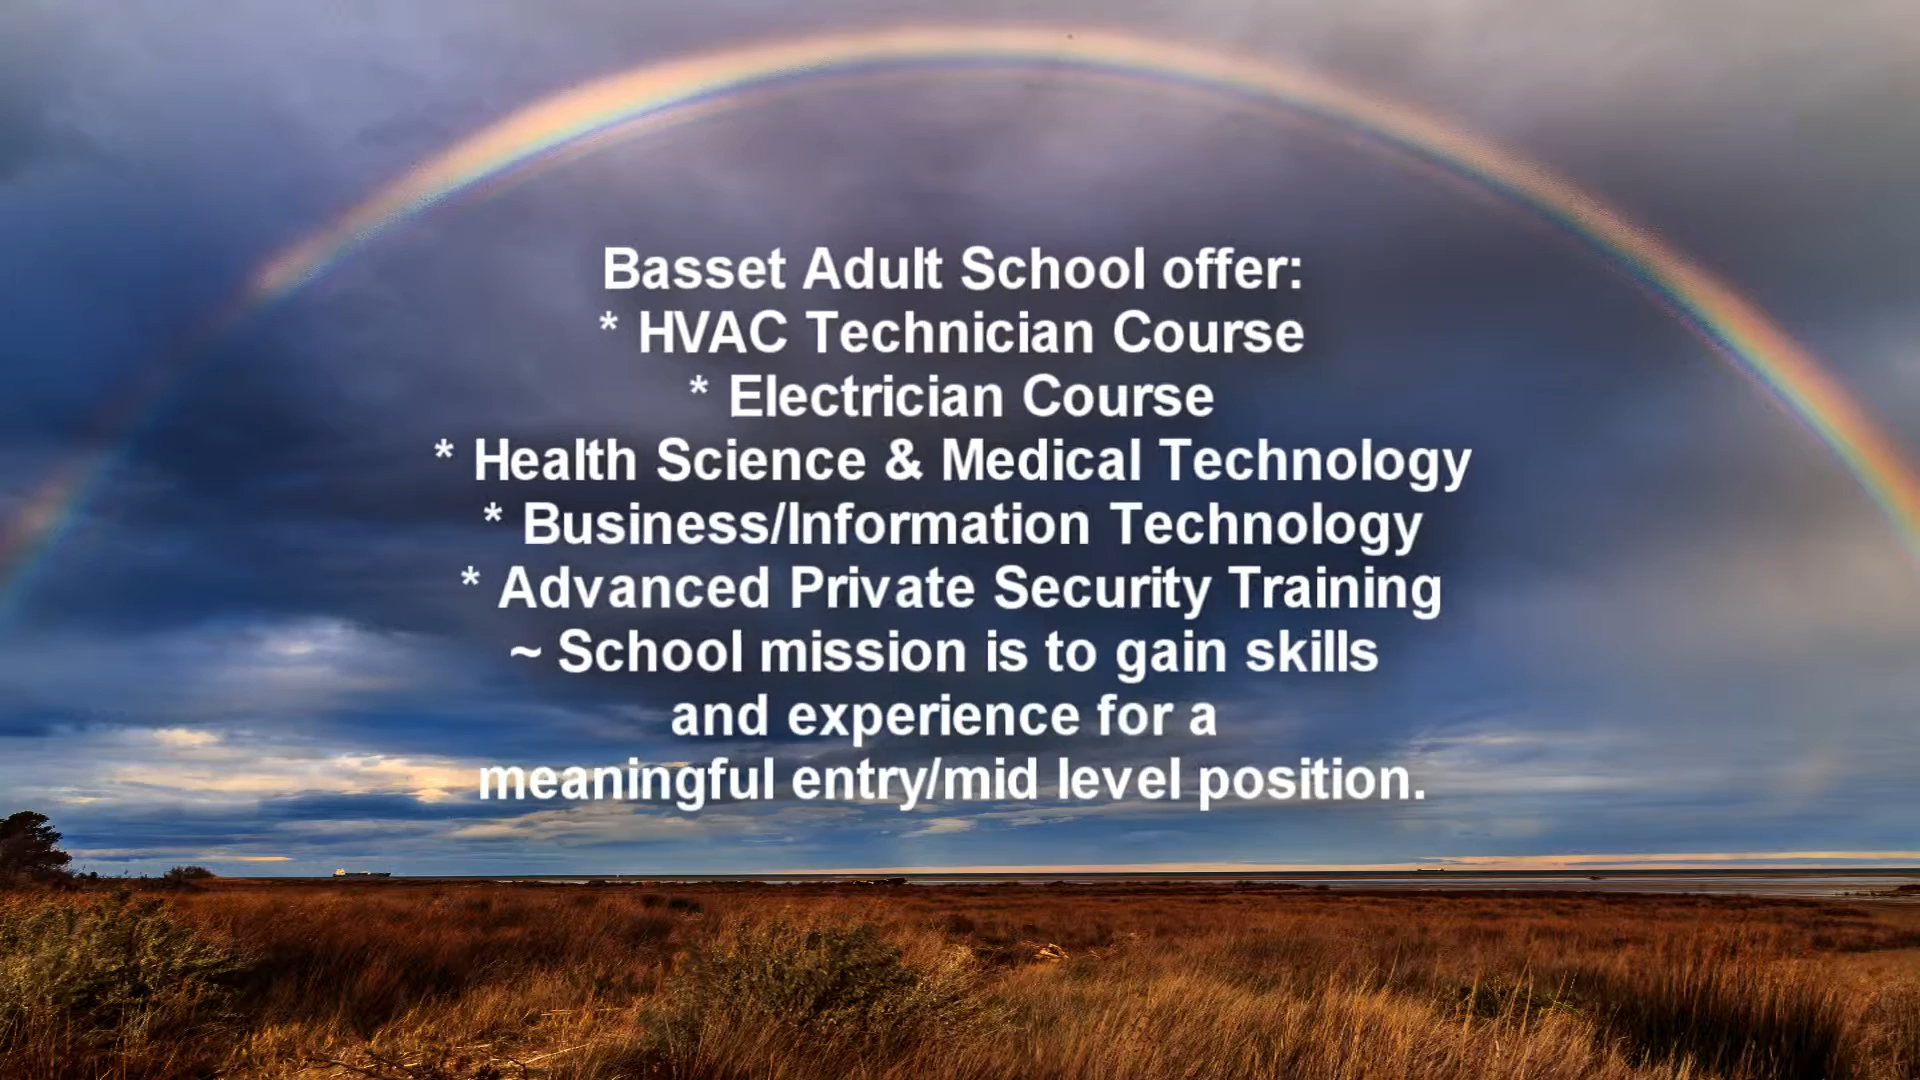 Basset Adult School offer:
* HVAC Technician Course
* Electrician Course
* Health Science & Medical Technology
* Business/Information Technology
* Advanced Private Security Training
~ School mission is to gain skills
and experience for a
meaningful entry/mid level position.